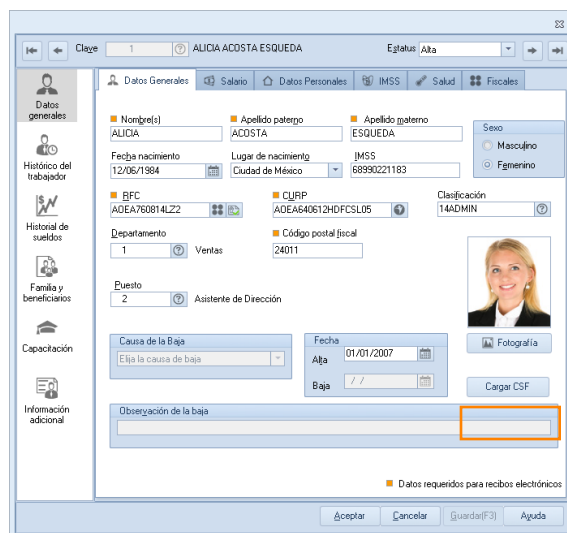 Clave 1 ALICIA ACOSTA ESQUEDA Estatus Alta
Datos generales
Histórico del trabajador
Historial de sueldos
Familia y beneficiarios
Capacitación
Información adicional
Datos Generales Salario Datos Personales IMSS Salud Fiscales
Nombre(s) Apellido paterno Apellido materno
ALICIA ACOSTA ESQUEDA
Sexo
Masculino
Femenino
Fecha nacimiento Lugar de nacimiento IMSS
12/06/1984 Ciudad de México 68990221183
RFC CURP Clasificación
AOEA760814LZ2 AOEA640612HDFCSL05 14ADMIN
Departamento Código postal fiscal
1 Ventas 24011
Puesto
2 Asistente de Dirección
Causa de la Baja
Elija la causa de baja
Fecha
Alta 01/01/2007
Baja / /
Fotografía
Cargar CSF
Observación de la baja
Datos requeridos para recibos electrónicos
Aceptar Cancelar Guardar(F3) Ayuda